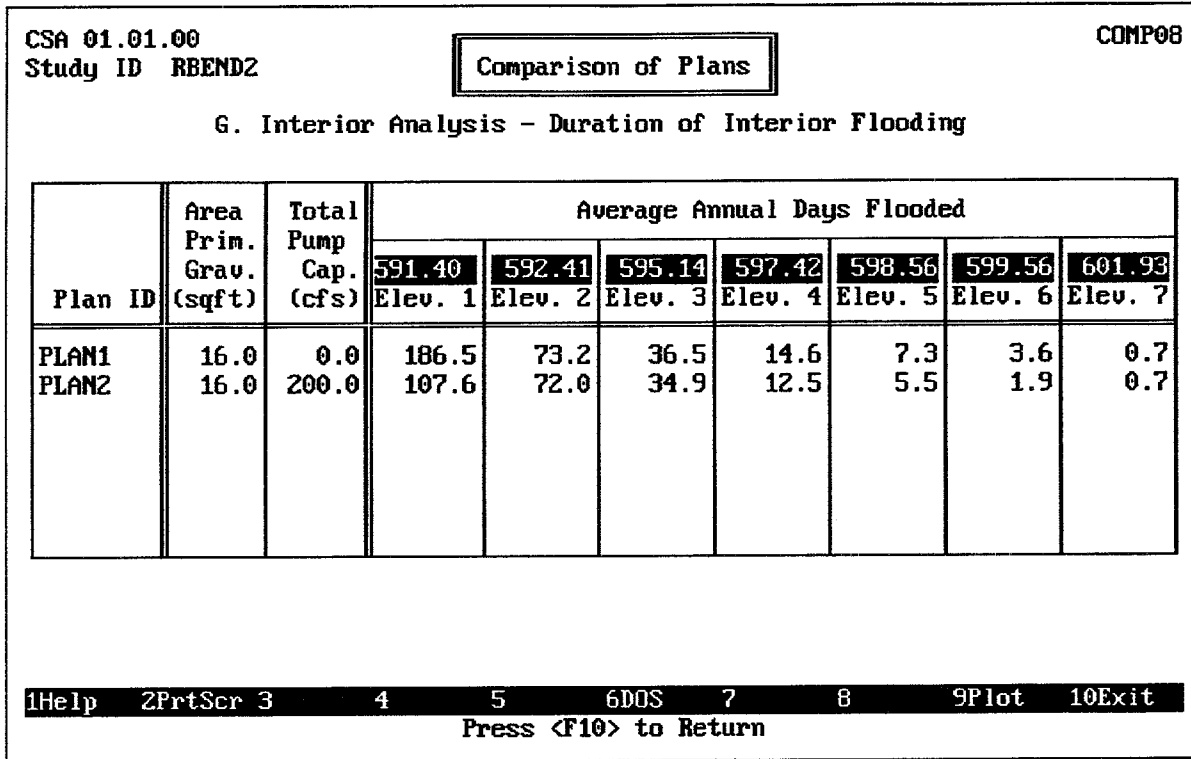 CSA 01.01.00 COMP08
Study ID RBEND2 Comparison of Plans
G. Interior Analysis - Duration of Interior Flooding
Area Total Average Annual Days Flooded
Prim. Pump
Grav. Cap. 591.40 592.41 595.14 597.42 598.56 599.56 601.93
Plan ID (sqft) (cfs) Elev. 1 Elev. 2 Elev. 3 Elev. 4 Elev. 5 Elev. 6 Elev. 7
PLAN1 16.0 0.0 186.5 73.2 36.5 14.6 7.3 3.6 0.7
PLAN2 16.0 200.0 107.6 72.0 34.9 12.5 5.5 1.9 0.7
1Help 2PrtScr 3 4 5 6DOS 7 8 9Plot 10Exit
Press <F10> to Return